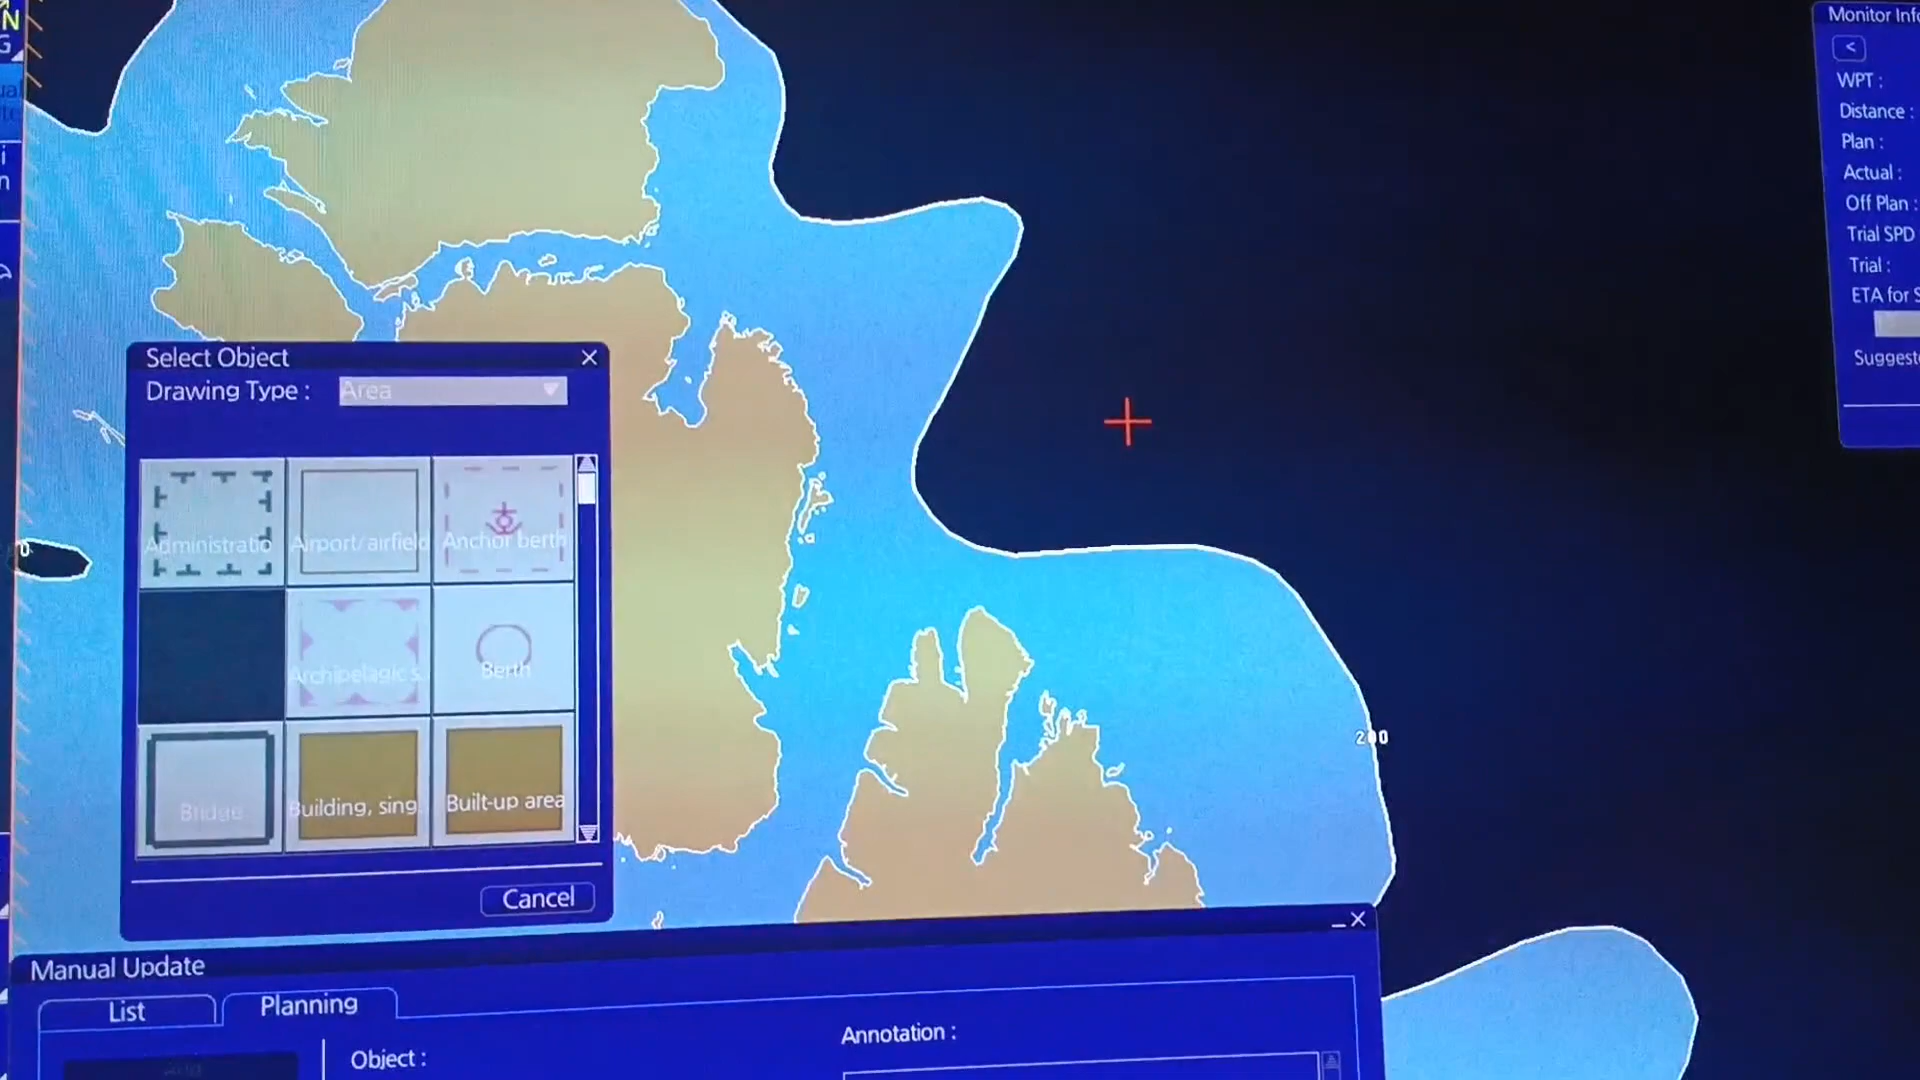 N
G
Monitor Info
<
WPT :
Distance :
Plan :
Actual :
Off Plan :
Trial SPD
Trial :
ETA for S
Suggeste
Select Object
Drawing Type : Area
Administratio Airport/airfield Anchor berth
Archipelagic s. Berth
Bridge Building, sing. Built-up area
Cancel
200
Manual Update
List Planning
Object :
Annotation :